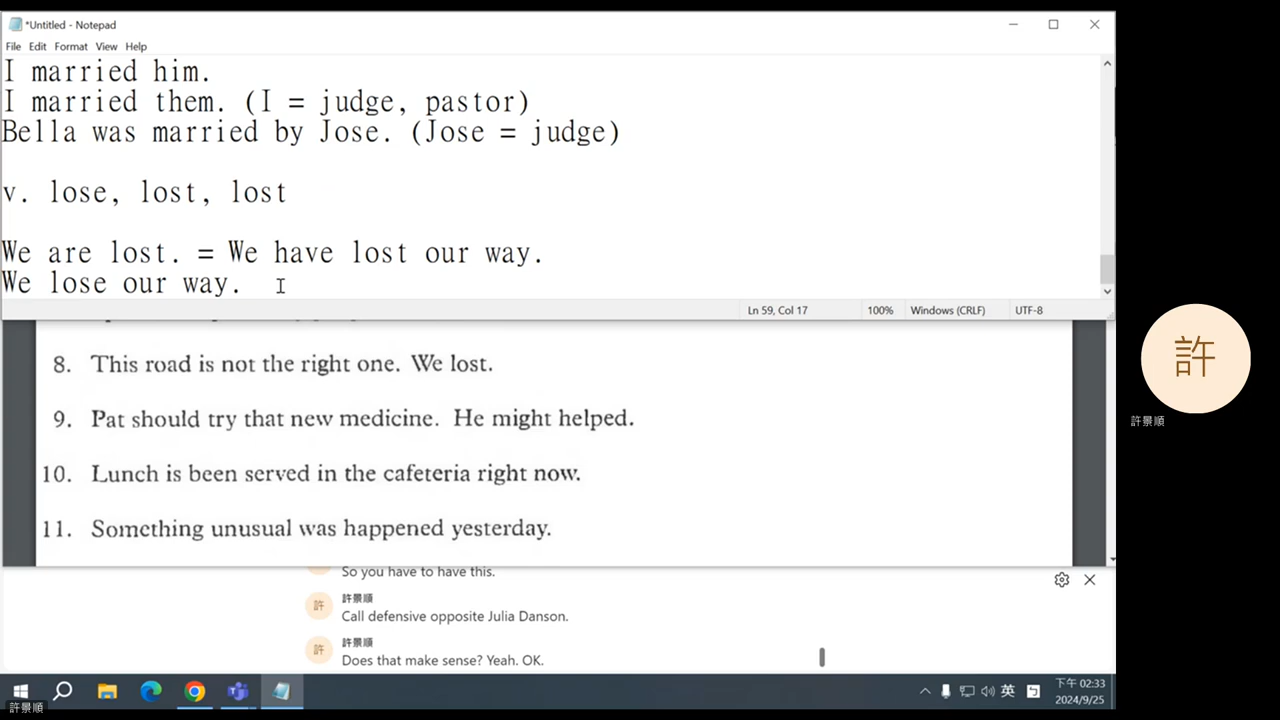 *Untitled - Notepad
File Edit Format View Help
I married him.
I married them. (I = judge, pastor)
Bella was married by Jose. (Jose = judge)
v. lose, lost, lost
We are lost. = We have lost our way.
We lose our way.
Ln 59, Col 17 100% Windows (CRLF) UTF-8
8. This road is not the right one. We lost.
9. Pat should try that new medicine. He might helped.
10. Lunch is been served in the cafeteria right now.
11. Something unusual was happened yesterday.
So you have to have this.
許 許景順
Call defensive opposite Julia Danson.
許 許景順
Does that make sense? Yeah. OK.
許
許景順
英 下午 02:33
2024/9/25
許景順